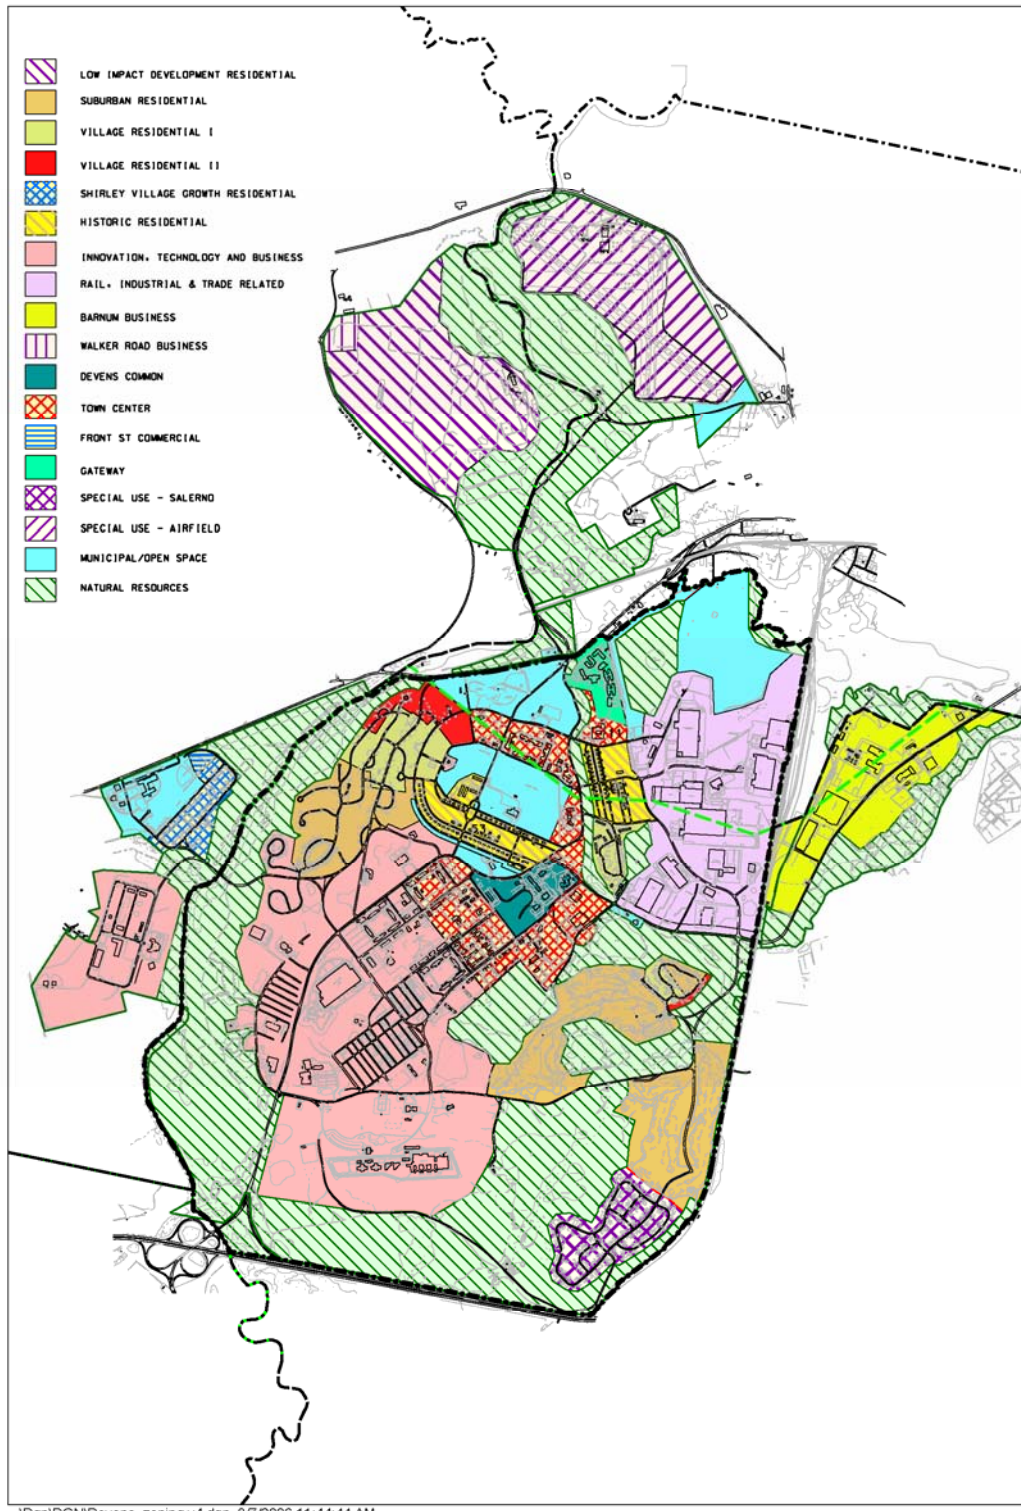 LOW IMPACT DEVELOPMENT RESIDENTIAL
SUBURBAN RESIDENTIAL
VILLAGE RESIDENTIAL I
VILLAGE RESIDENTIAL II
SHIRLEY VILLAGE GROWTH RESIDENTIAL
HISTORIC RESIDENTIAL
INNOVATION, TECHNOLOGY AND BUSINESS
RAIL, INDUSTRIAL & TRADE RELATED
BARNUM BUSINESS
WALKER ROAD BUSINESS
DEVENS COMMON
TOWN CENTER
FRONT ST COMMERCIAL
GATEWAY
SPECIAL USE - SALERNO
SPECIAL USE - AIRFIELD
MUNICIPAL/OPEN SPACE
NATURAL RESOURCES